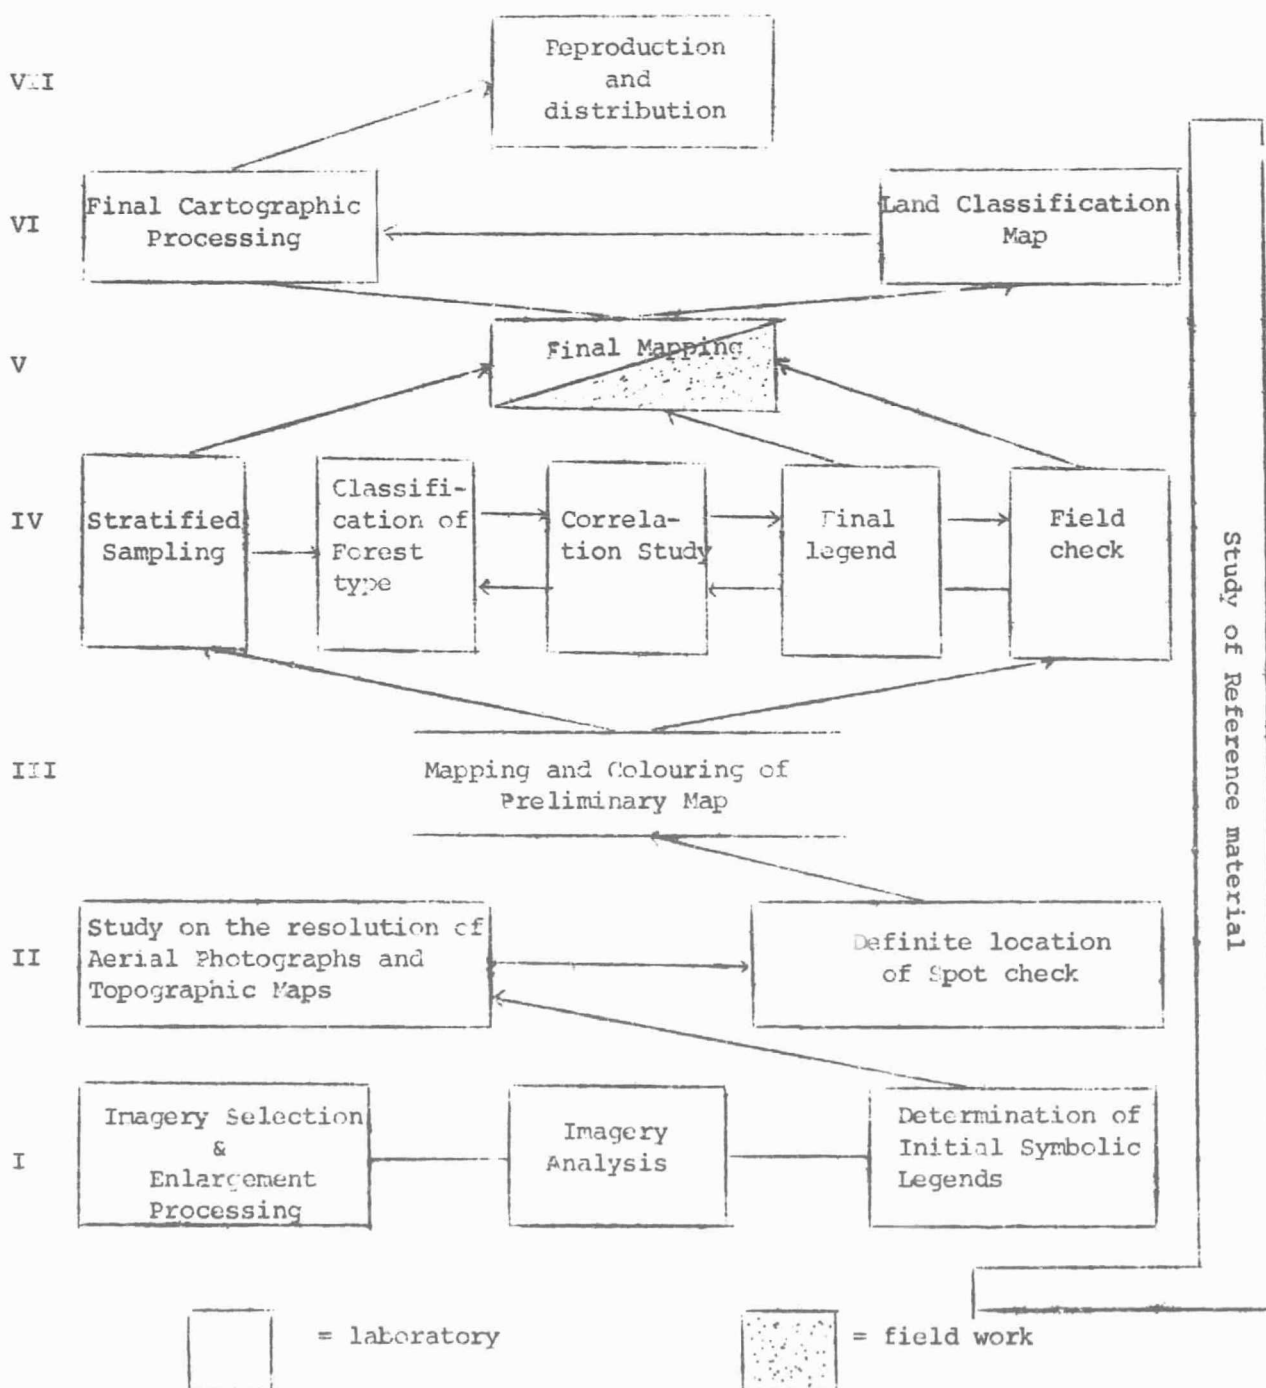 VII
Reproduction
and
distribution
VI
Final Cartographic
Processing
Land Classification
Map
V
Final Mapping
IV
Stratified
Sampling
Classifi-
cation of
Forest
type
Correla-
tion Study
Final
legend
Field
check
III
Mapping and Colouring of
Preliminary Map
II
Study on the resolution of
Aerial Photographs and
Topographic Maps
Definite location
of Spot check
I
Imagery Selection
&
Enlargement
Processing
Imagery
Analysis
Determination of
Initial Symbolic
Legends
Study of Reference material
= laboratory
= field work